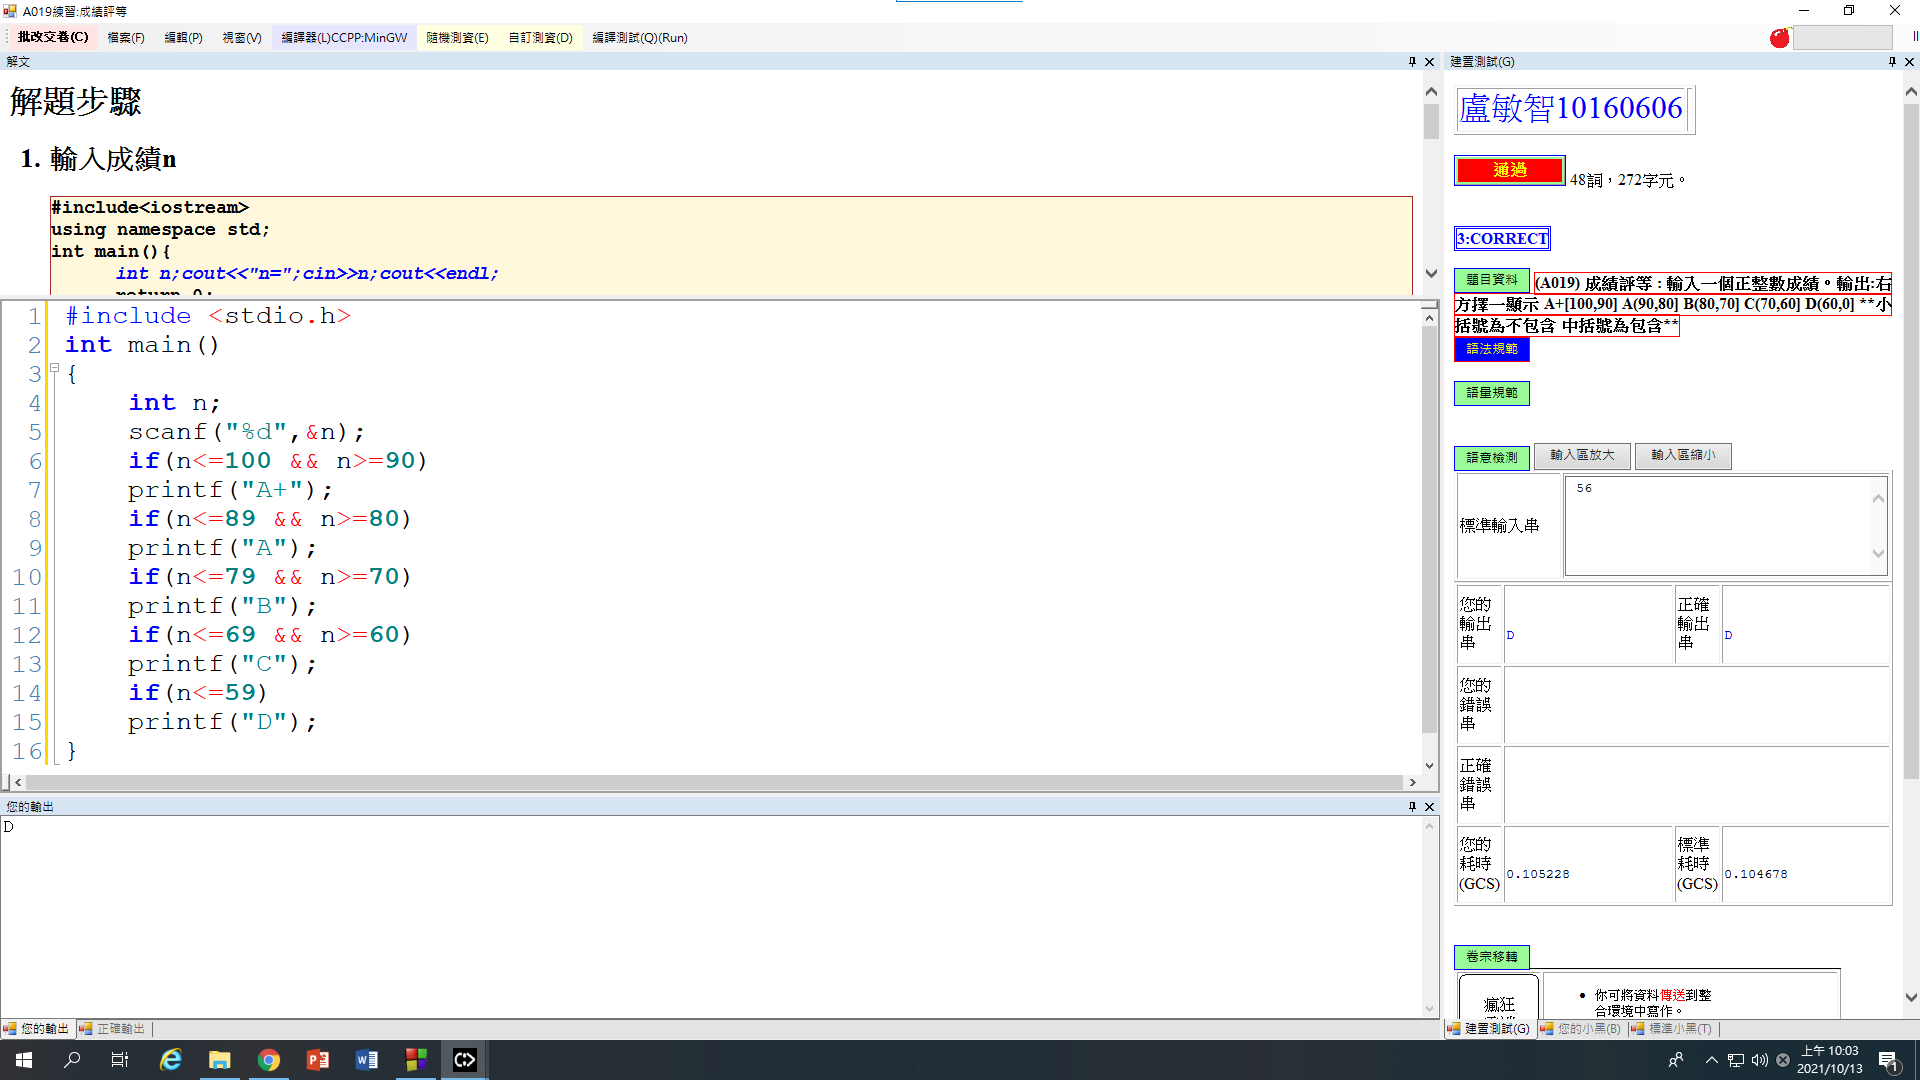 A019練習:成績評等
批改交卷(C) 檔案(F) 編輯(P) 視窗(V) 編譯器(L)CCPP:MinGW 隨機測資(E) 自訂測資(D) 編譯測試(Q)(Run)
解文
解題步驟
1. 輸入成績n
#include<iostream>
using namespace std;
int main(){
int n;cout<<"n=";cin>>n;cout<<endl;
return 0;
1 #include <stdio.h>
2 int main()
3 {
4 int n;
5 scanf("%d",&n);
6 if(n<=100 && n>=90)
7 printf("A+");
8 if(n<=89 && n>=80)
9 printf("A");
10 if(n<=79 && n>=70)
11 printf("B");
12 if(n<=69 && n>=60)
13 printf("C");
14 if(n<=59)
15 printf("D");
16 }
您的輸出
D
您的輸出 正確輸出
建置測試(G)
盧敏智10160606
通過 48詞，272字元。
3:CORRECT
題目資料 (A019) 成績評等：輸入一個正整數成績。輸出:右
方擇一顯示 A+[100,90] A(90,80] B(80,70] C(70,60] D(60,0] **小
括號為不包含 中括號為包含**
語法規範
語量規範
語意檢測 輸入區放大 輸入區縮小
標準輸入串 56
您的輸出串 D 正確輸出串 D
您的錯誤串
正確錯誤串
您的耗時(GCS) 0.105228 標準耗時(GCS) 0.104678
卷宗移轉
瘋狂
• 你可將資料傳送到整
合環境中寫作。
建置測試(G) 您的小黑(B) 標準小黑(T)
上午 10:03
2021/10/13
1